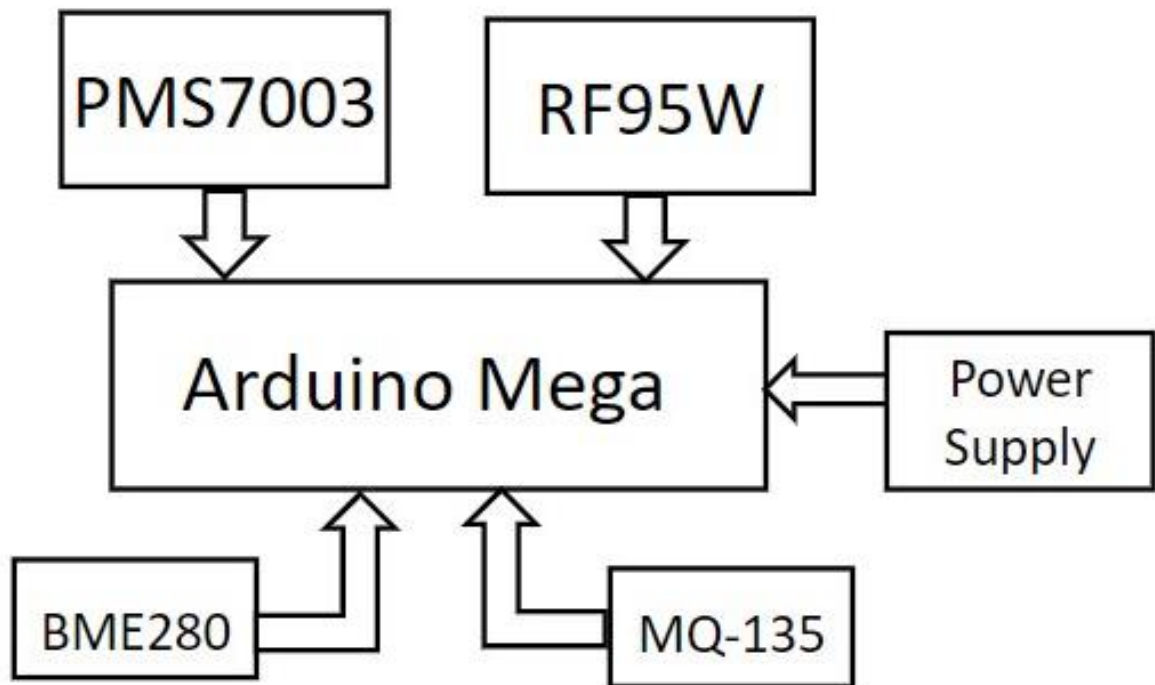 PMS7003
RF95W
Arduino Mega
Power
Supply
BME280
MQ-135